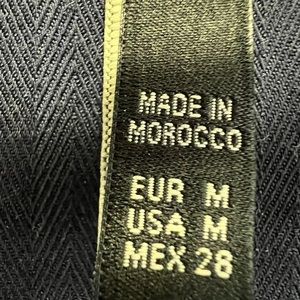 MADE IN
MOROCCO
EUR M
USA M
MEX 28